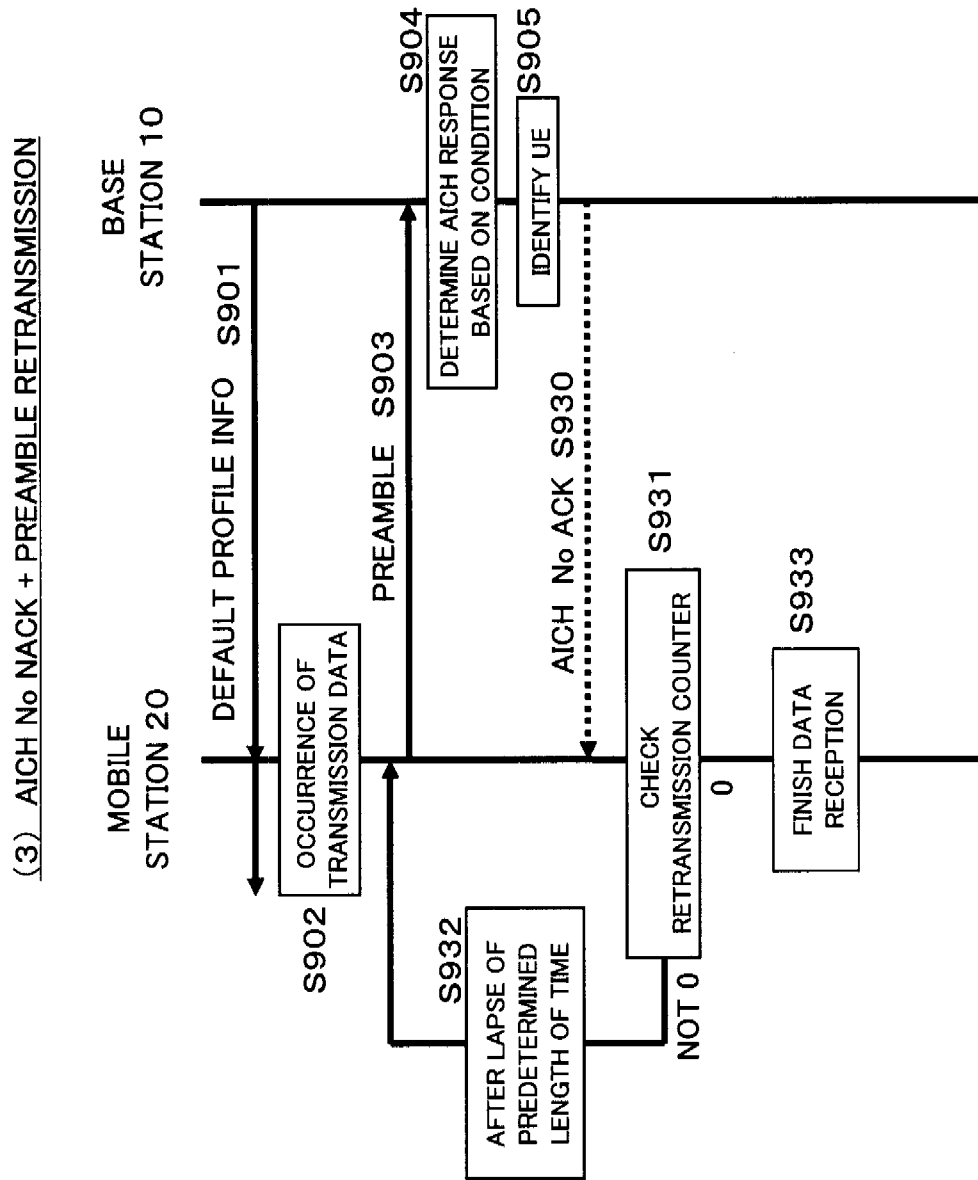 (3) AICH No NACK + PREAMBLE RETRANSMISSION
MOBILE
STATION 20
BASE
STATION 10
DEFAULT PROFILE INFO S901
S902
OCCURRENCE OF
TRANSMISSION DATA
PREAMBLE S903
S904
DETERMINE AICH RESPONSE
BASED ON CONDITION
S905
IDENTIFY UE
AICH No ACK S930
S932
AFTER LAPSE OF
PREDETERMINED
LENGTH OF TIME
CHECK
RETRANSMISSION COUNTER
S931
NOT 0
0
FINISH DATA
RECEPTION
S933